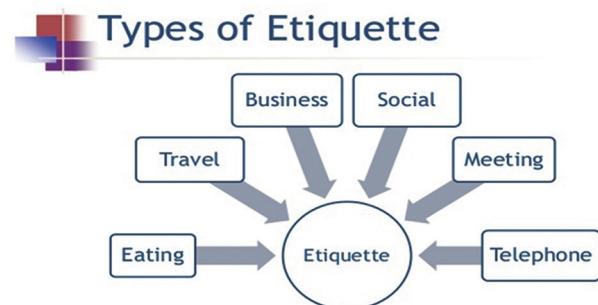 Types of Etiquette
Business
Social
Travel
Meeting
Eating
Etiquette
Telephone